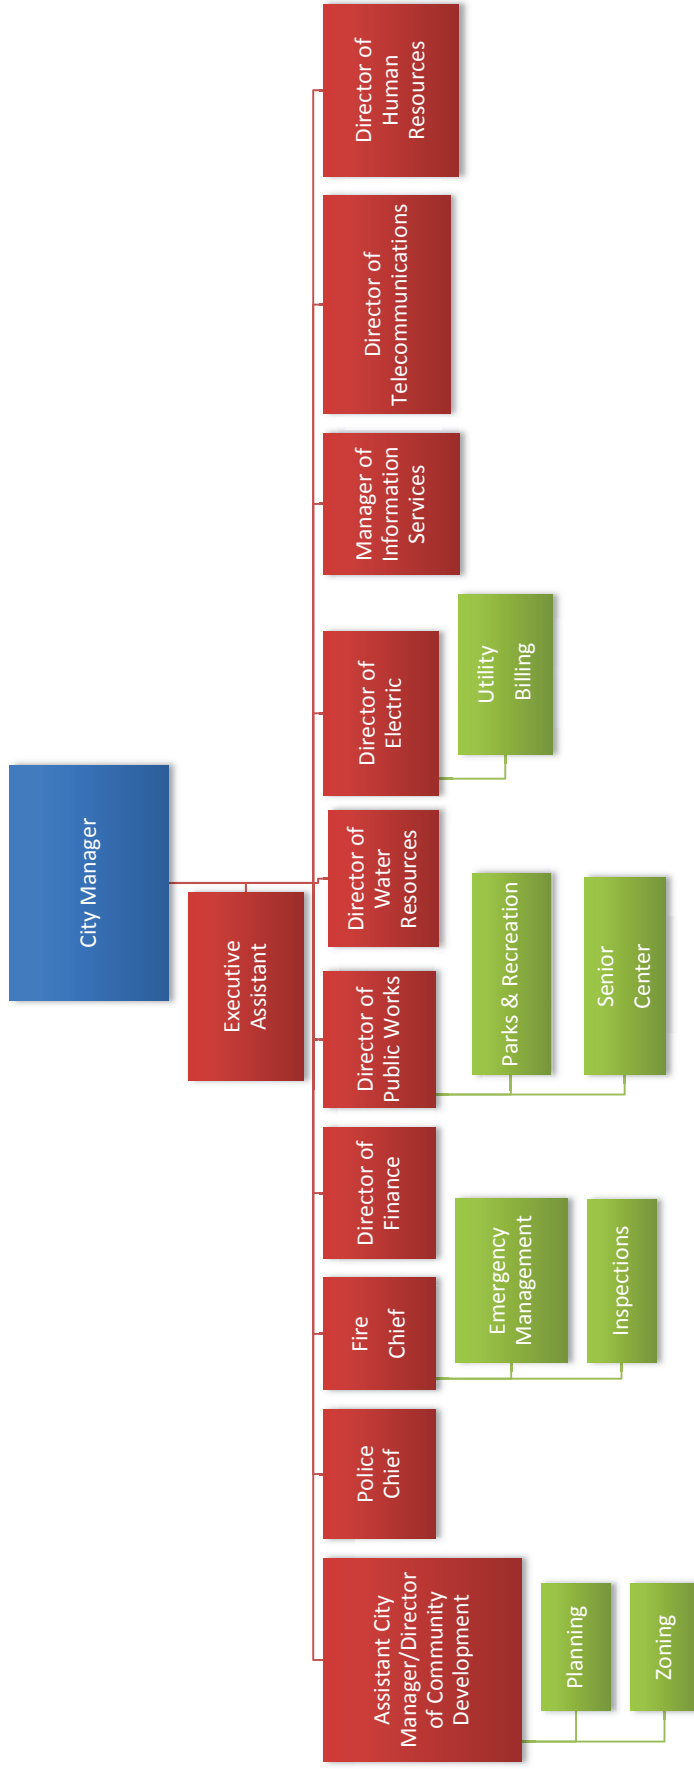 City Manager
Executive
Assistant
Assistant City
Manager/Director
of Community
Development
Planning
Zoning
Police
Chief
Fire
Chief
Emergency
Management
Inspections
Director of
Finance
Director of
Public Works
Parks & Recreation
Senior
Center
Director of
Water
Resources
Director of
Electric
Utility
Billing
Manager of
Information
Services
Director of
Telecommunications
Director of
Human
Resources